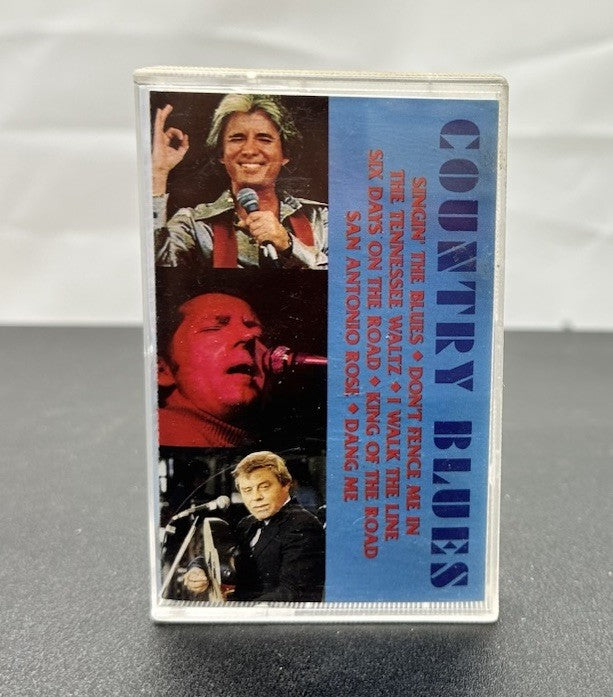 COUNTRY BLUES
SINGIN' THE BLUES ♦ DON'T FENCE ME IN
THE TENNESSEE WALTZ ♦ I WALK THE LINE
SIX DAYS ON THE ROAD ♦ KING OF THE ROAD
SAN ANTONIO ROSE ♦ DANG ME